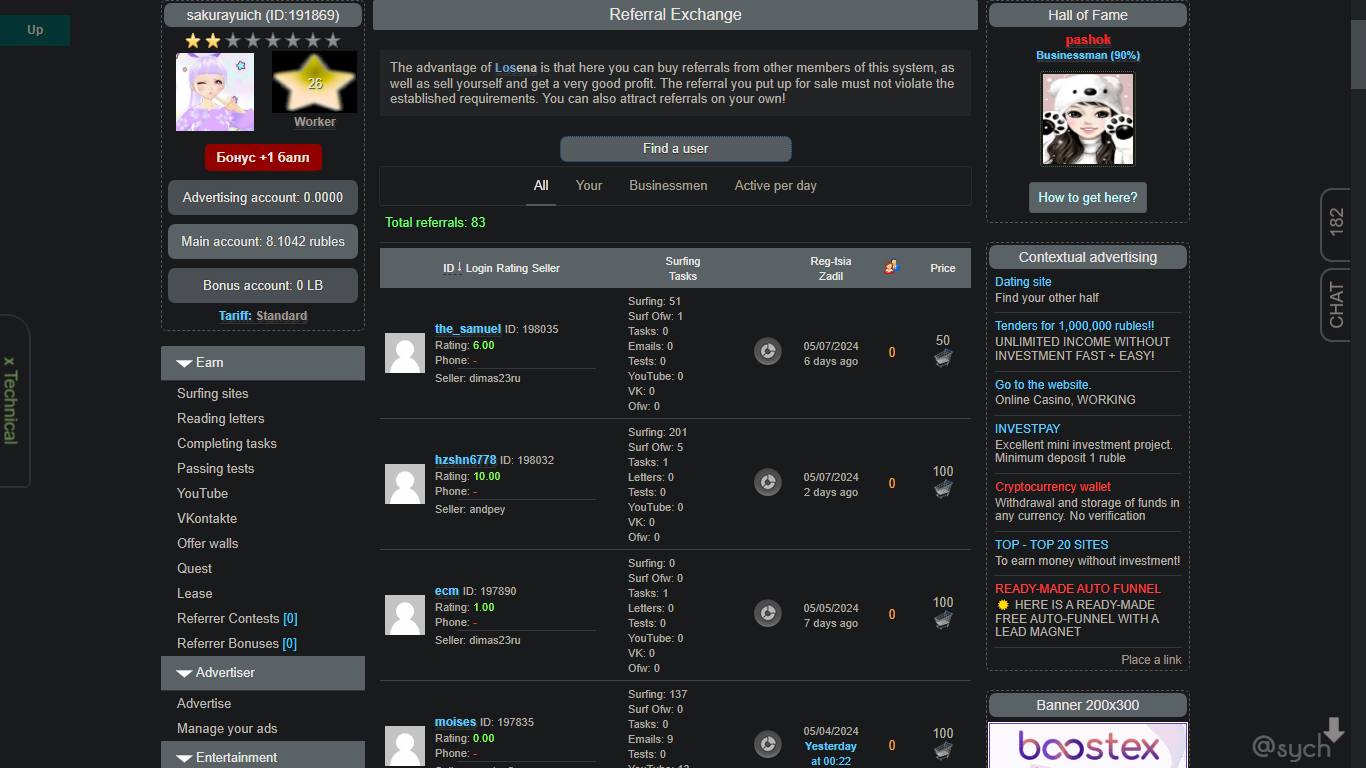 Up
x Technical
sakurayuich (ID:191869)
26
Worker
Бонус +1 балл
Advertising account: 0.0000
Main account: 8.1042 rubles
Bonus account: 0 LB
Tariff: Standard
Earn
Surfing sites
Reading letters
Completing tasks
Passing tests
YouTube
VKontakte
Offer walls
Quest
Lease
Referrer Contests [0]
Referrer Bonuses [0]
Advertiser
Advertise
Manage your ads
Entertainment
Referral Exchange
The advantage of Losena is that here you can buy referrals from other members of this system, as
well as sell yourself and get a very good profit. The referral you put up for sale must not violate the
established requirements. You can also attract referrals on your own!
Find a user
All Your Businessmen Active per day
Total referrals: 83
ID ↓ Login Rating Seller
Surfing
Tasks
Reg-tsia
Zadil
Price
the_samuel ID: 198035
Rating: 6.00
Phone: -
Seller: dimas23ru
Surfing: 51
Surf Ofw: 1
Tasks: 0
Emails: 0
Tests: 0
YouTube: 0
VK: 0
Ofw: 0
05/07/2024
6 days ago
0
50
hzshn6778 ID: 198032
Rating: 10.00
Phone: -
Seller: andpey
Surfing: 201
Surf Ofw: 5
Tasks: 1
Letters: 0
Tests: 0
YouTube: 0
VK: 0
Ofw: 0
05/07/2024
2 days ago
0
100
ecm ID: 197890
Rating: 1.00
Phone: -
Seller: dimas23ru
Surfing: 0
Surf Ofw: 0
Tasks: 1
Letters: 0
Tests: 0
YouTube: 0
VK: 0
Ofw: 0
05/05/2024
7 days ago
0
100
moises ID: 197835
Rating: 0.00
Phone: -
Surfing: 137
Surf Ofw: 0
Tasks: 0
Emails: 9
Tests: 0
05/04/2024
Yesterday
at 00:22
0
100
Hall of Fame
pashok
Businessman (90%)
How to get here?
Contextual advertising
Dating site
Find your other half
Tenders for 1,000,000 rubles!!
UNLIMITED INCOME WITHOUT
INVESTMENT FAST + EASY!
Go to the website.
Online Casino, WORKING
INVESTPAY
Excellent mini investment project.
Minimum deposit 1 ruble
Cryptocurrency wallet
Withdrawal and storage of funds in
any currency. No verification
TOP - TOP 20 SITES
To earn money without investment!
READY-MADE AUTO FUNNEL
HERE IS A READY-MADE
FREE AUTO-FUNNEL WITH A
LEAD MAGNET
Place a link
Banner 200x300
boostex
182
CHAT
@sych